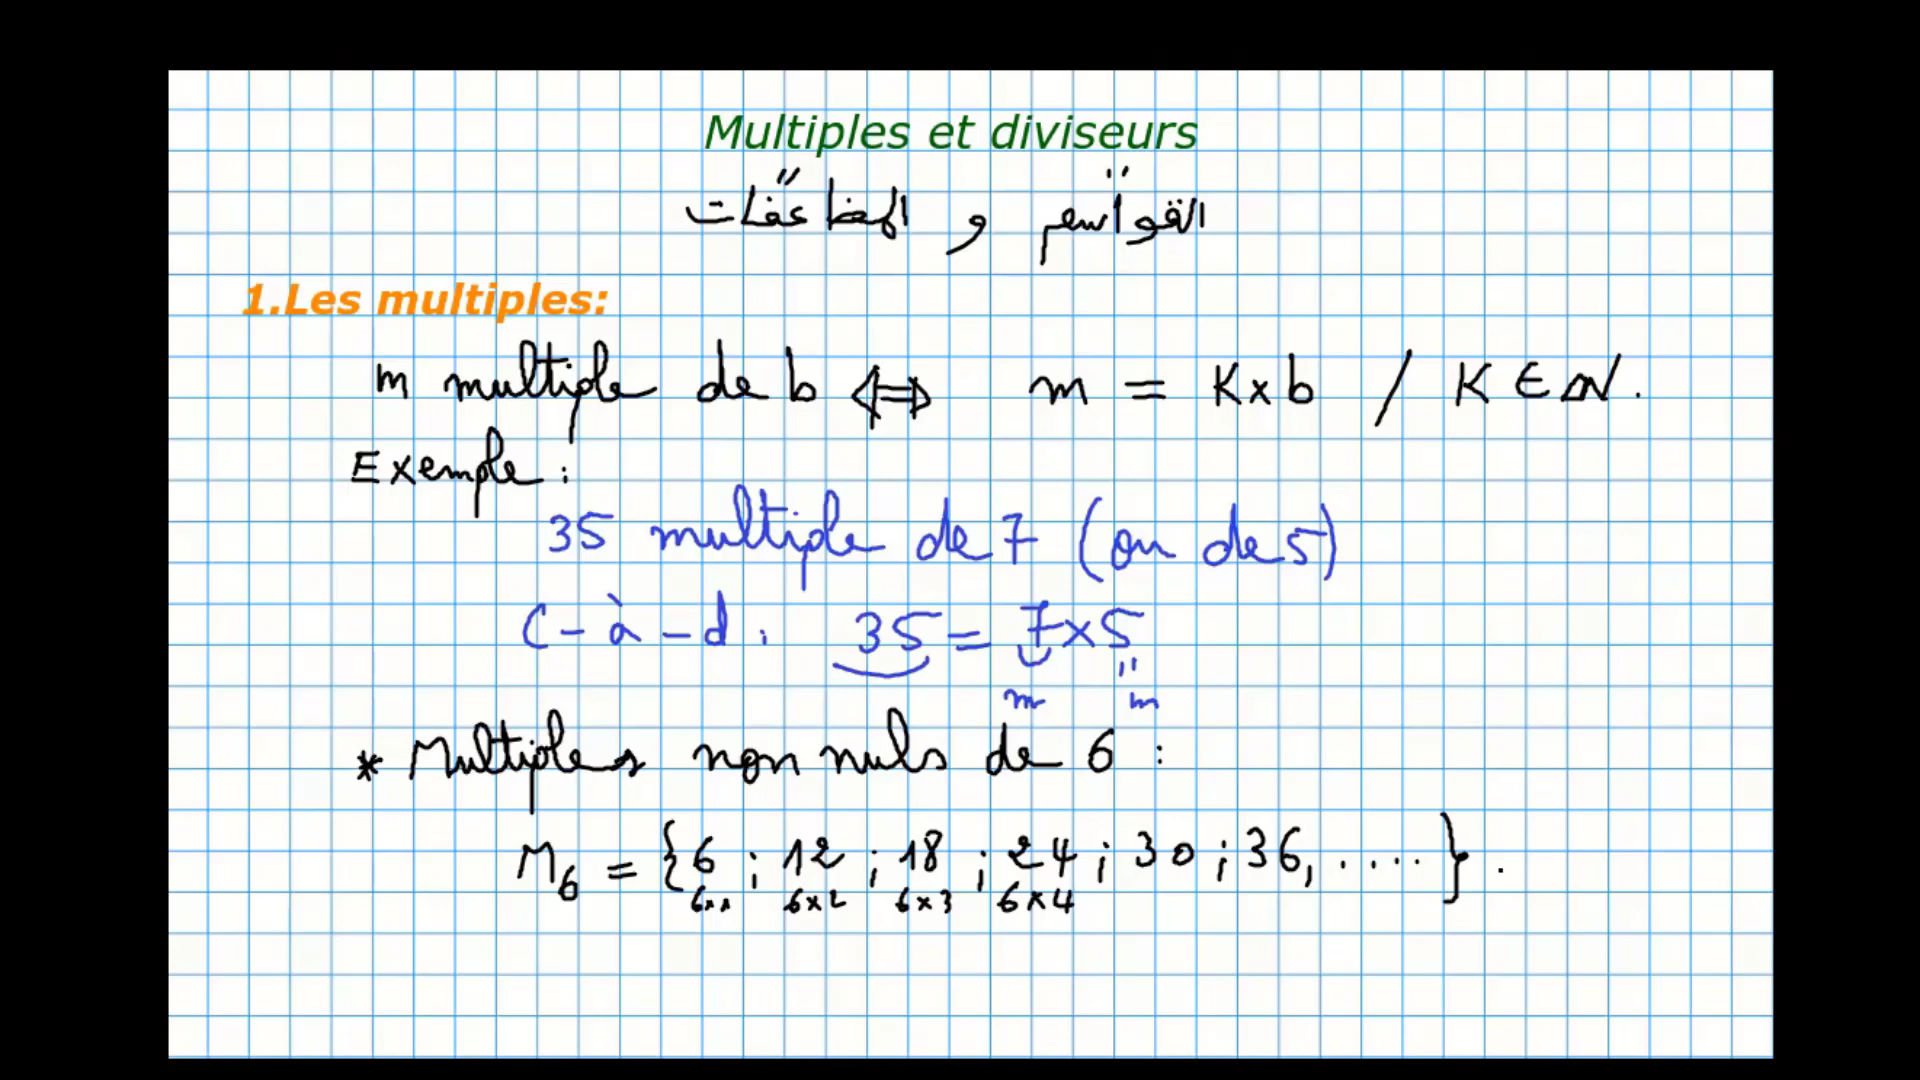 Multiples et diviseurs
القواسم و المضاعفات
1.Les multiples:
m multiple de b ⟺ m = K×b / K ∈ ℕ.
Exemple :
35 multiple de 7 (ou de 5)
C-à-d : 35 = 7×5
m m
* Multiples non nuls de 6 :
M₆ = {6 ; 12 ; 18 ; 24 ; 30 ; 36, ....} .
6×1 6×2 6×3 6×4